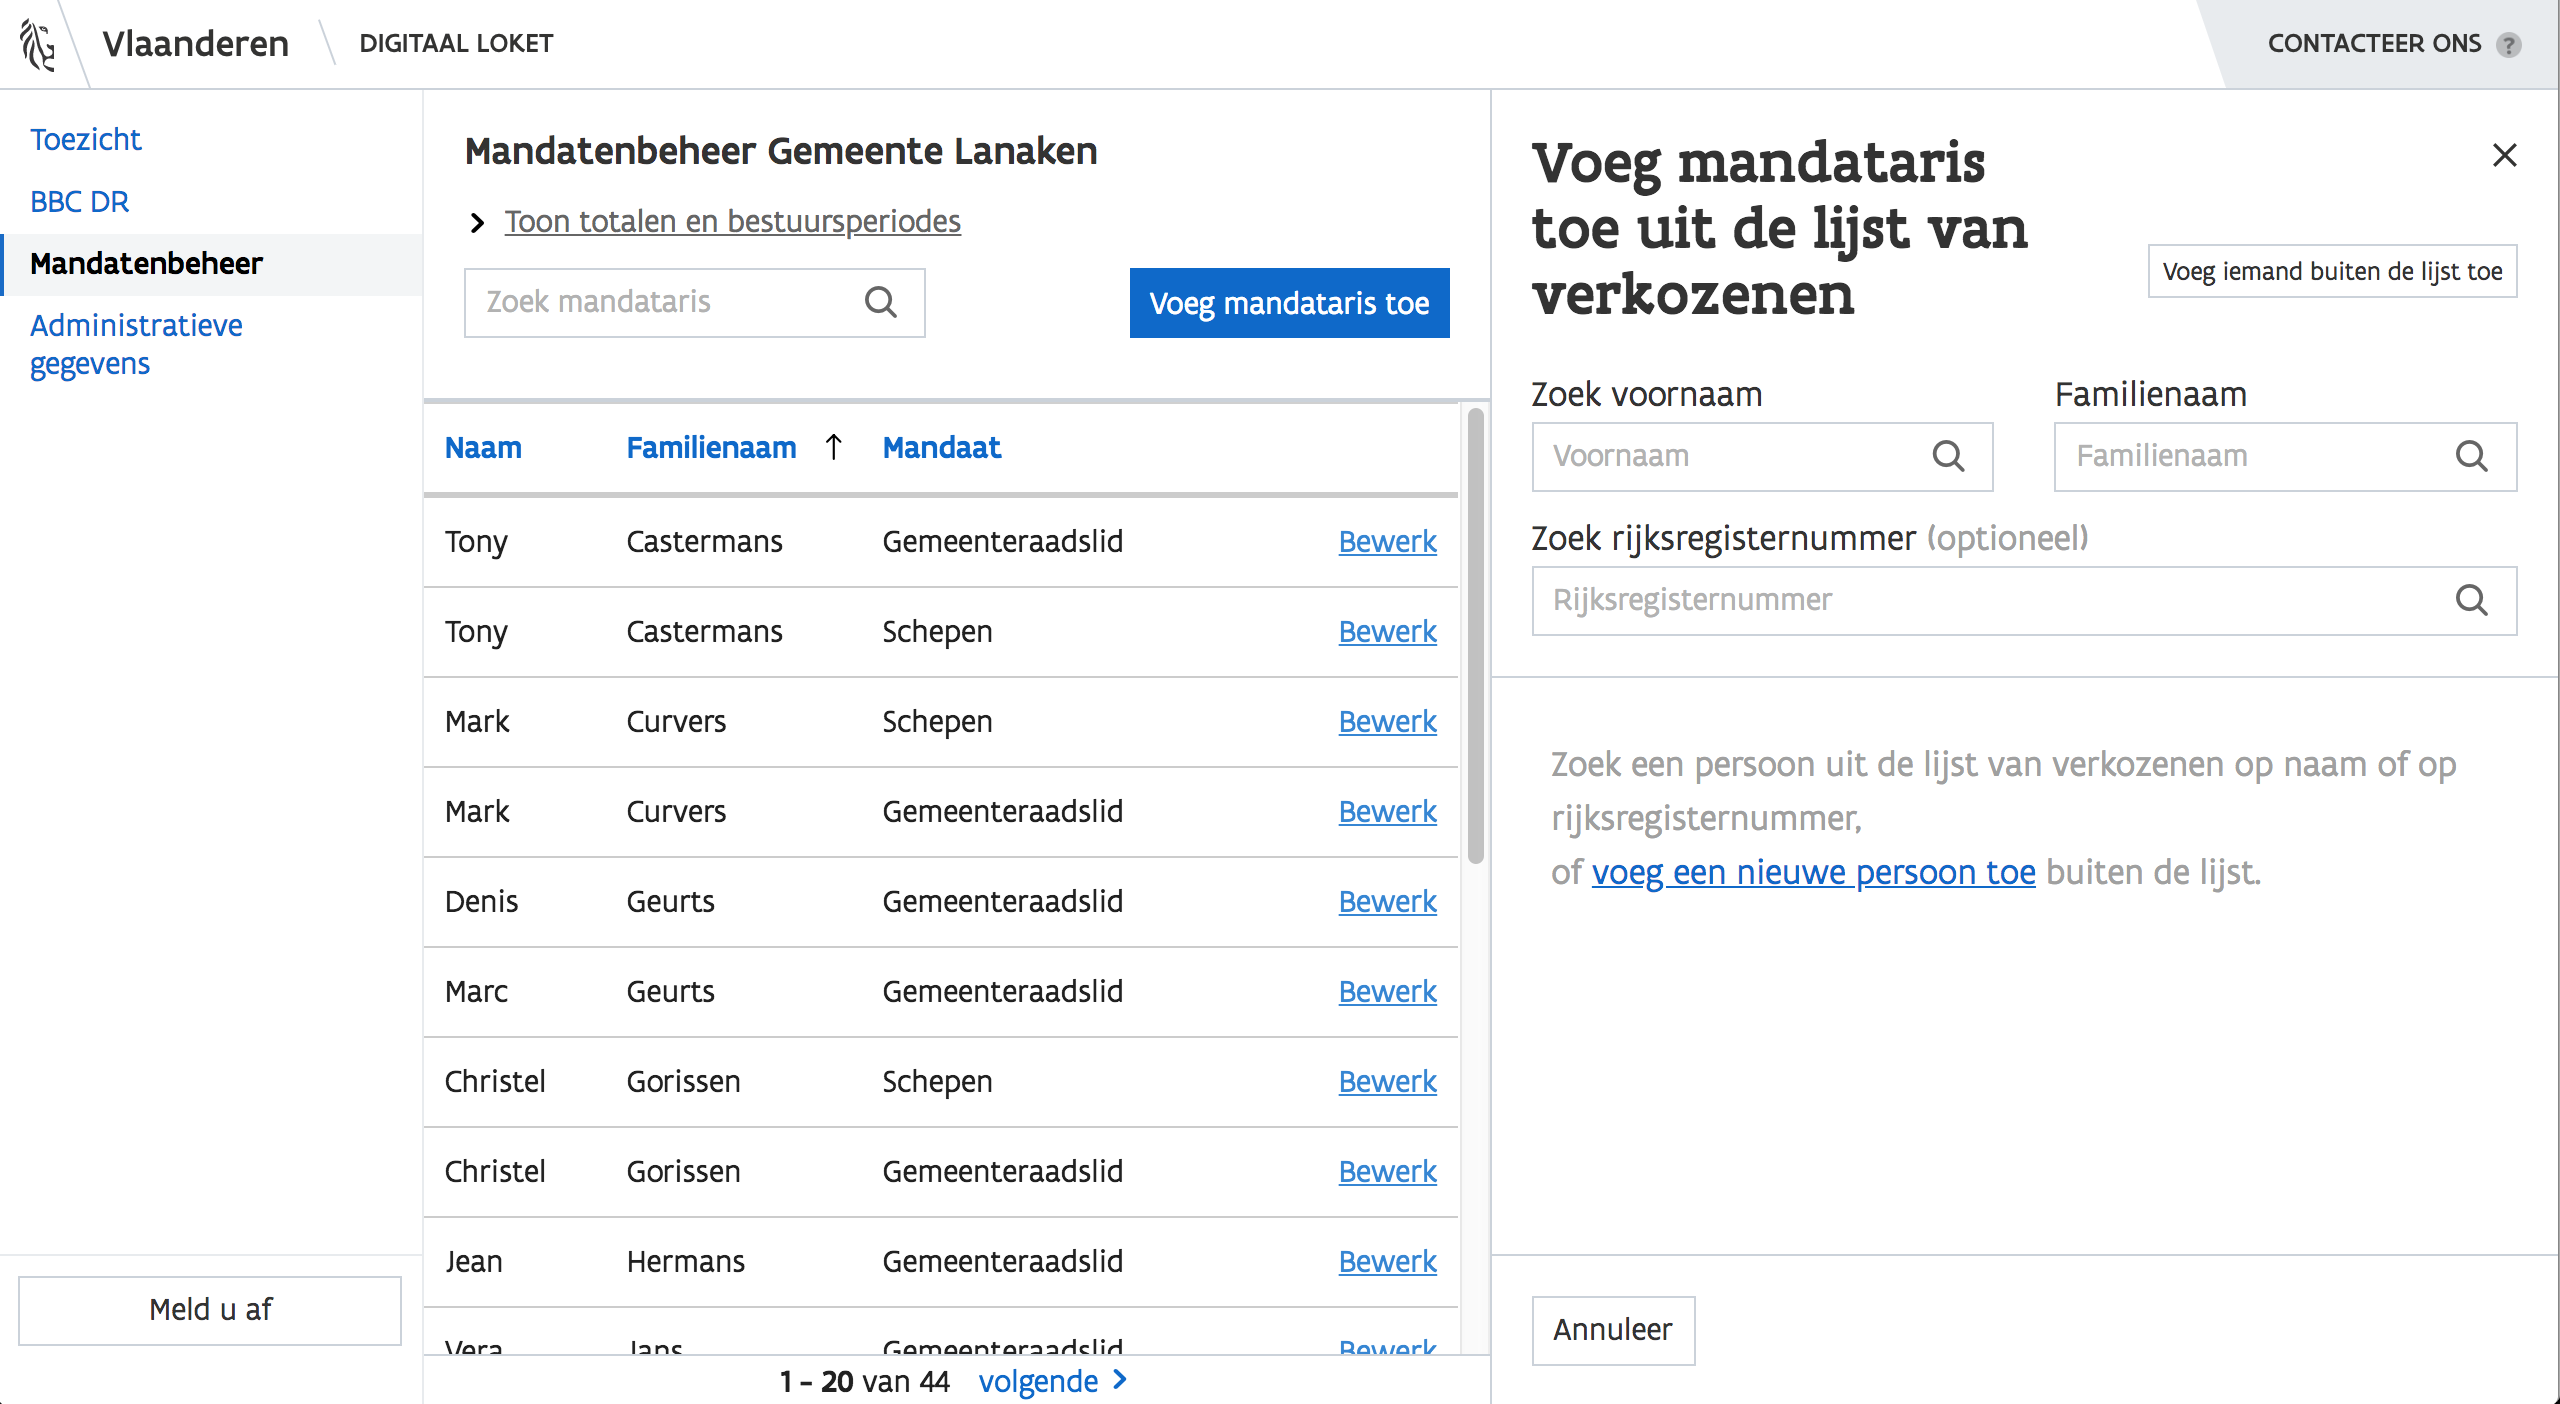 Vlaanderen
DIGITAAL LOKET
CONTACTEER ONS ?
Toezicht
BBC DR
Mandatenbeheer
Administratieve
gegevens
Meld u af
Mandatenbeheer Gemeente Lanaken
Toon totalen en bestuursperiodes
Zoek mandataris
Voeg mandataris toe
Naam Familienaam ↑ Mandaat
Tony Castermans Gemeenteraadslid Bewerk
Tony Castermans Schepen Bewerk
Mark Curvers Schepen Bewerk
Mark Curvers Gemeenteraadslid Bewerk
Denis Geurts Gemeenteraadslid Bewerk
Marc Geurts Gemeenteraadslid Bewerk
Christel Gorissen Schepen Bewerk
Christel Gorissen Gemeenteraadslid Bewerk
Jean Hermans Gemeenteraadslid Bewerk
Vera Jans Gemeenteraadslid Bewerk
1 - 20 van 44 volgende
Voeg mandataris
toe uit de lijst van
verkozenen
Voeg iemand buiten de lijst toe
Zoek voornaam
Voornaam
Familienaam
Familienaam
Zoek rijksregisternummer (optioneel)
Rijksregisternummer
Zoek een persoon uit de lijst van verkozenen op naam of op
rijksregisternummer,
of voeg een nieuwe persoon toe buiten de lijst.
Annuleer